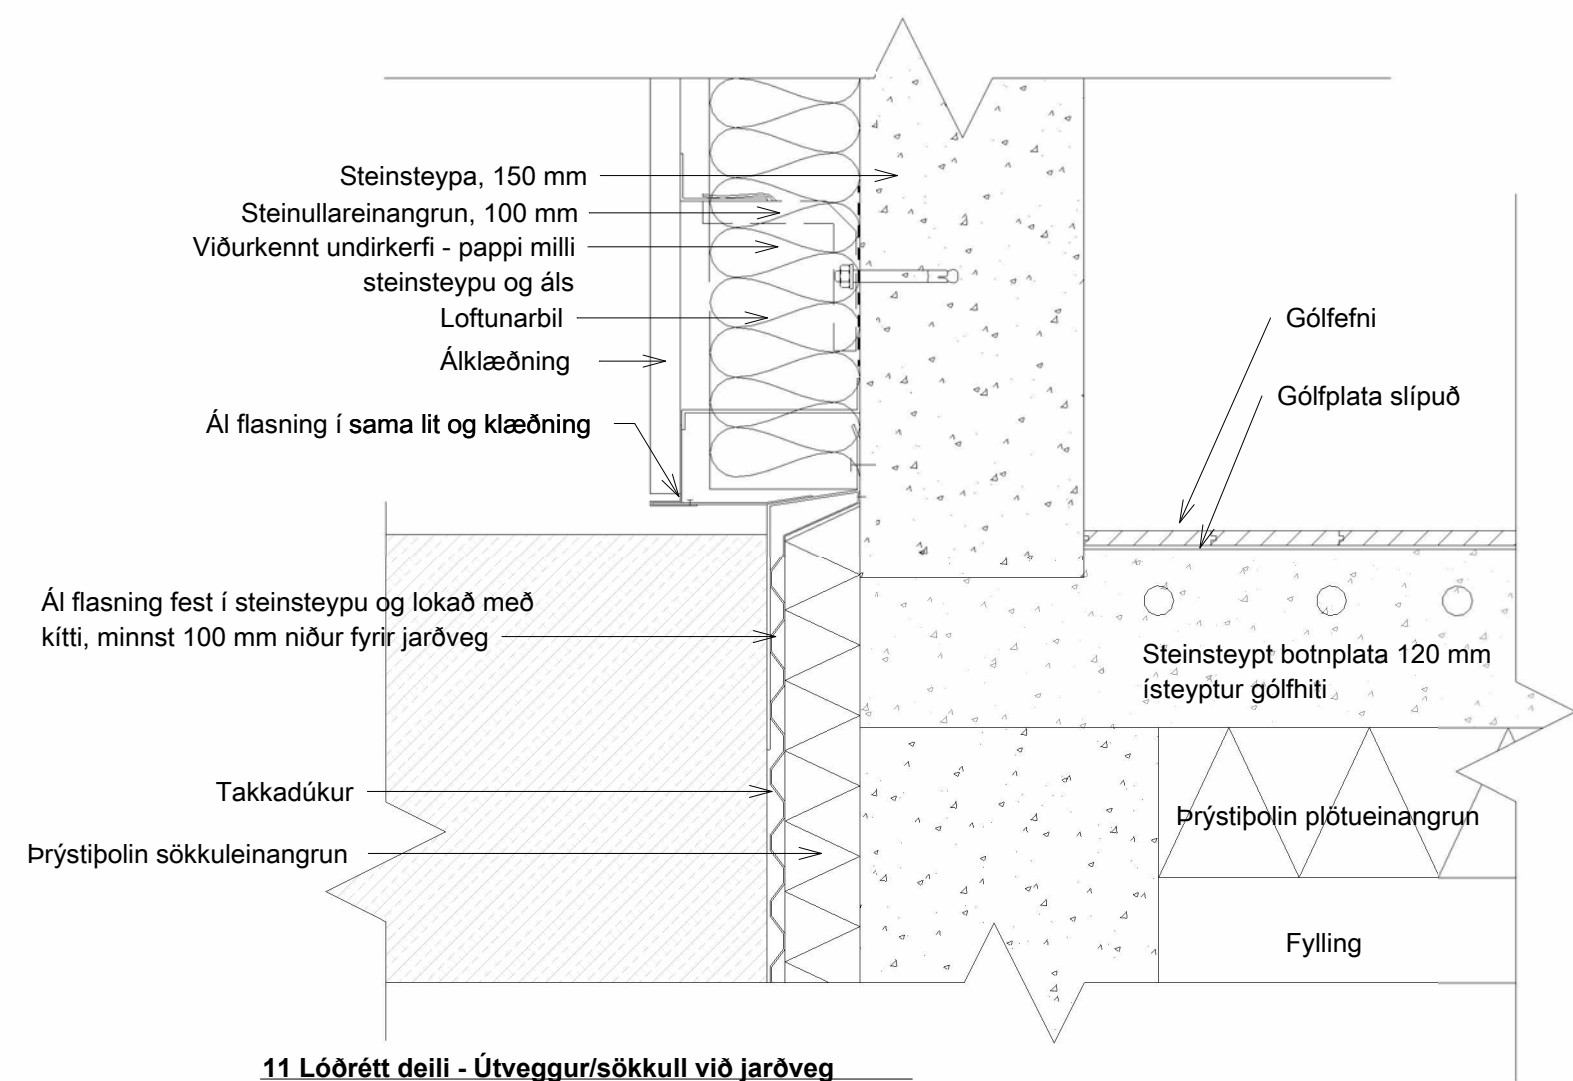 Steinsteypa, 150 mm
Steinullareinangrun, 100 mm
Viðurkennt undirkerfi - pappi milli
steinsteypu og áls
Loftunarbil
Álklæðning
Ál flasning í sama lit og klæðning
Gólfefni
Gólfplata slípuð
Ál flasning fest í steinsteypu og lokað með
kítti, minnst 100 mm niður fyrir jarðveg
Steinsteypt botnplata 120 mm
ísteyptur gólfhiti
Takkadúkur
Þrýstiþolin plötueinangrun
Þrýstiþolin sökkuleinangrun
Fylling
11 Lóðrétt deili - Útveggur/sökkull við jarðveg